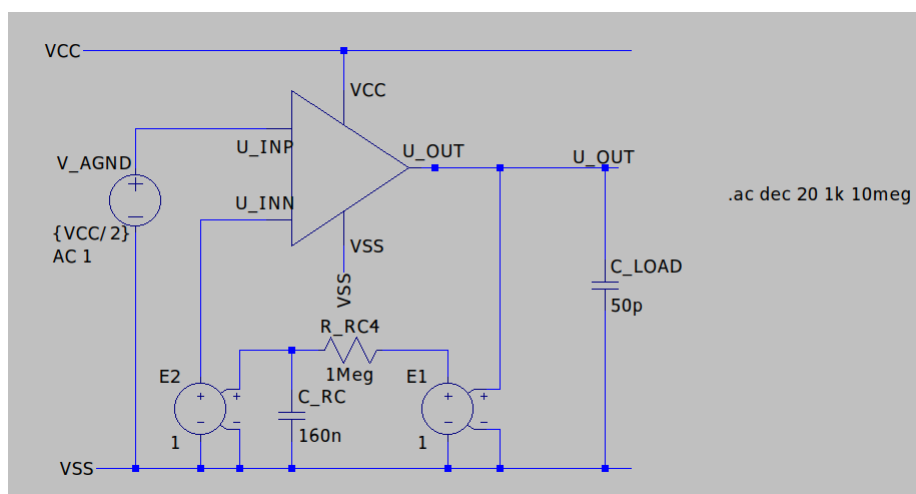 VCC
VCC
U_INP
U_OUT
U_OUT
V_AGND
U_INN
.ac dec 20 1k 10meg
{VCC/2}
AC 1
VSS
VSS
C_LOAD
50p
R_RC4
1Meg
E2
E1
C_RC
160n
1
1
VSS